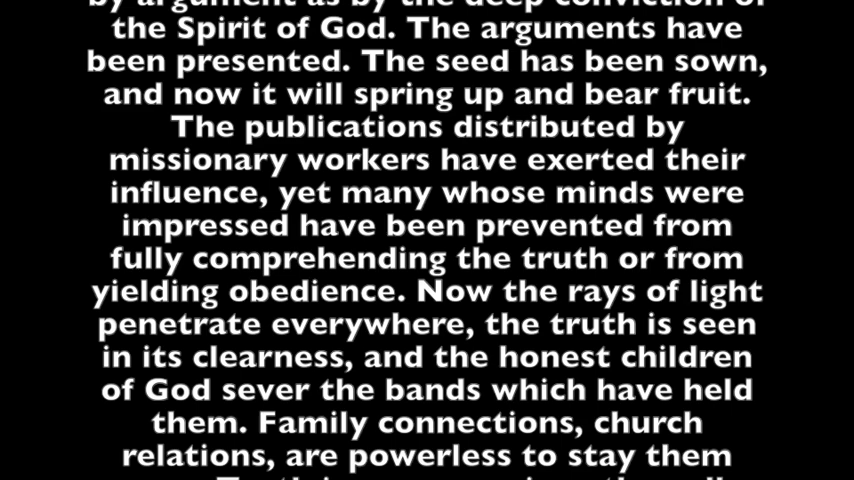 by argument as by the deep conviction of
the Spirit of God. The arguments have
been presented. The seed has been sown,
and now it will spring up and bear fruit.
The publications distributed by
missionary workers have exerted their
influence, yet many whose minds were
impressed have been prevented from
fully comprehending the truth or from
yielding obedience. Now the rays of light
penetrate everywhere, the truth is seen
in its clearness, and the honest children
of God sever the bands which have held
them. Family connections, church
relations, are powerless to stay them